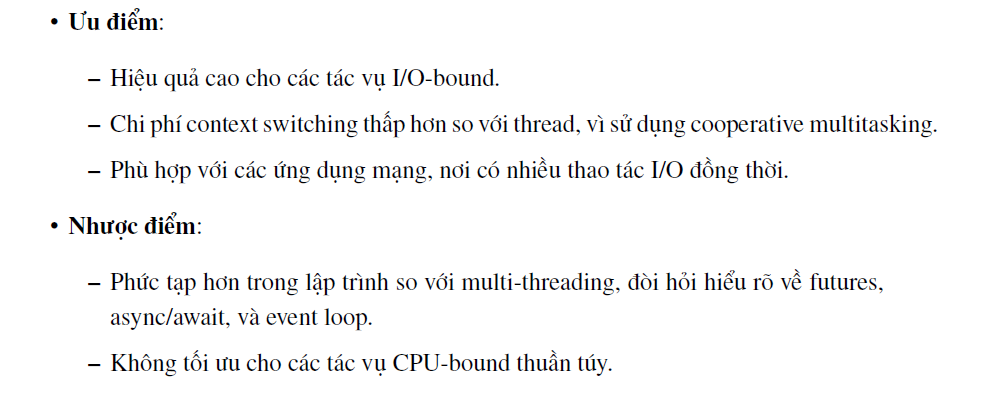 • Ưu điểm:
– Hiệu quả cao cho các tác vụ I/O-bound.
– Chi phí context switching thấp hơn so với thread, vì sử dụng cooperative multitasking.
– Phù hợp với các ứng dụng mạng, nơi có nhiều thao tác I/O đồng thời.
• Nhược điểm:
– Phức tạp hơn trong lập trình so với multi-threading, đòi hỏi hiểu rõ về futures,
async/await, và event loop.
– Không tối ưu cho các tác vụ CPU-bound thuần túy.